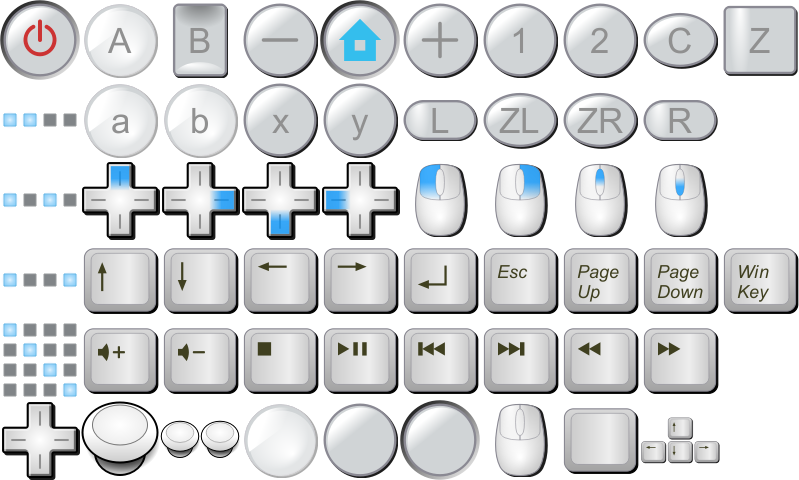 A B − + 1 2 C Z
a b x y L ZL ZR R
Esc Page Up Page Down Win Key
+ −